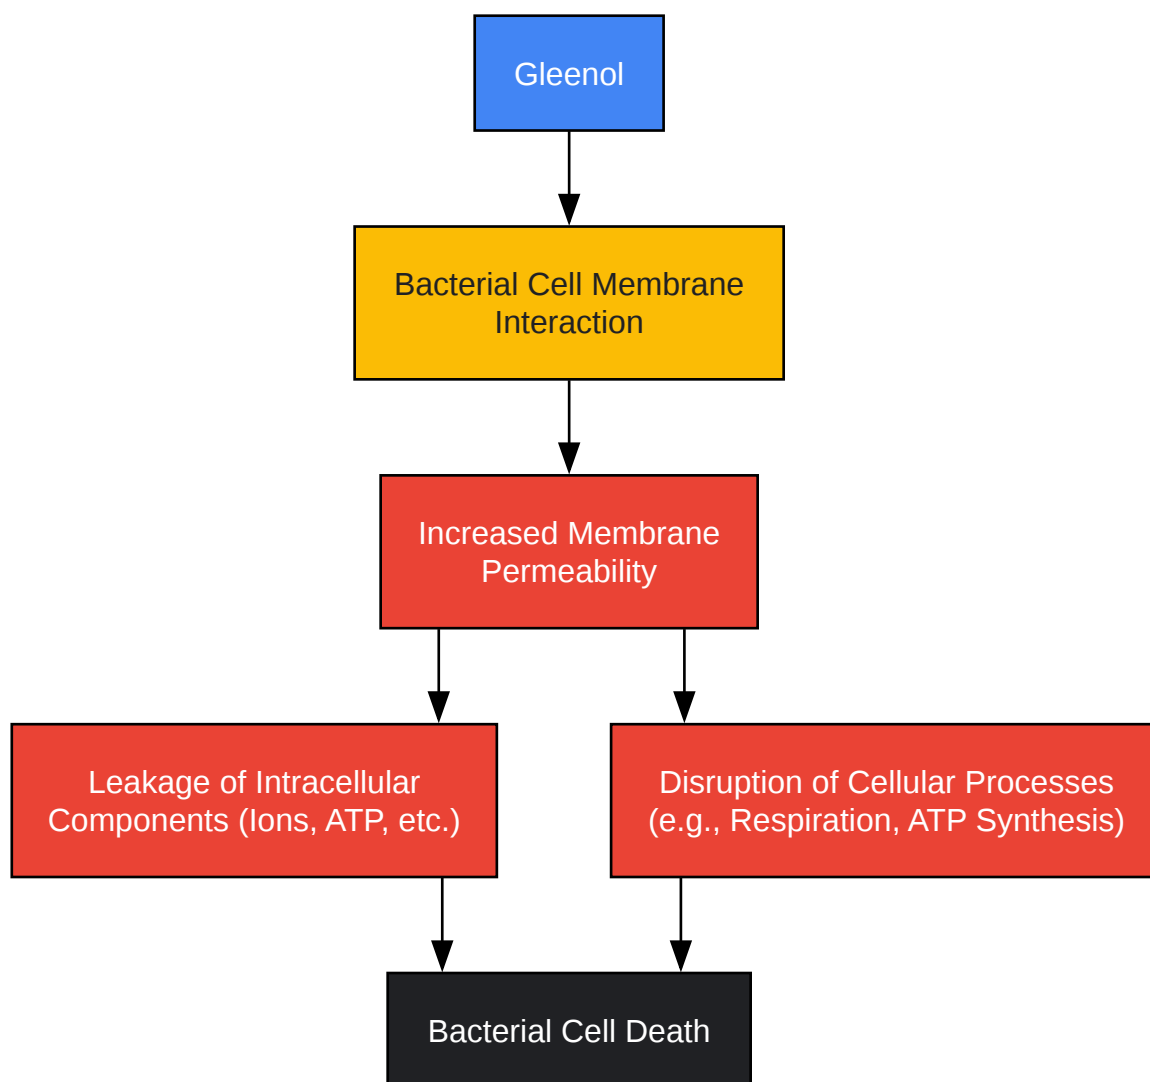 Gleenol
Bacterial Cell Membrane
Interaction
Increased Membrane
Permeability
Leakage of Intracellular
Components (Ions, ATP, etc.)
Disruption of Cellular Processes
(e.g., Respiration, ATP Synthesis)
Bacterial Cell Death